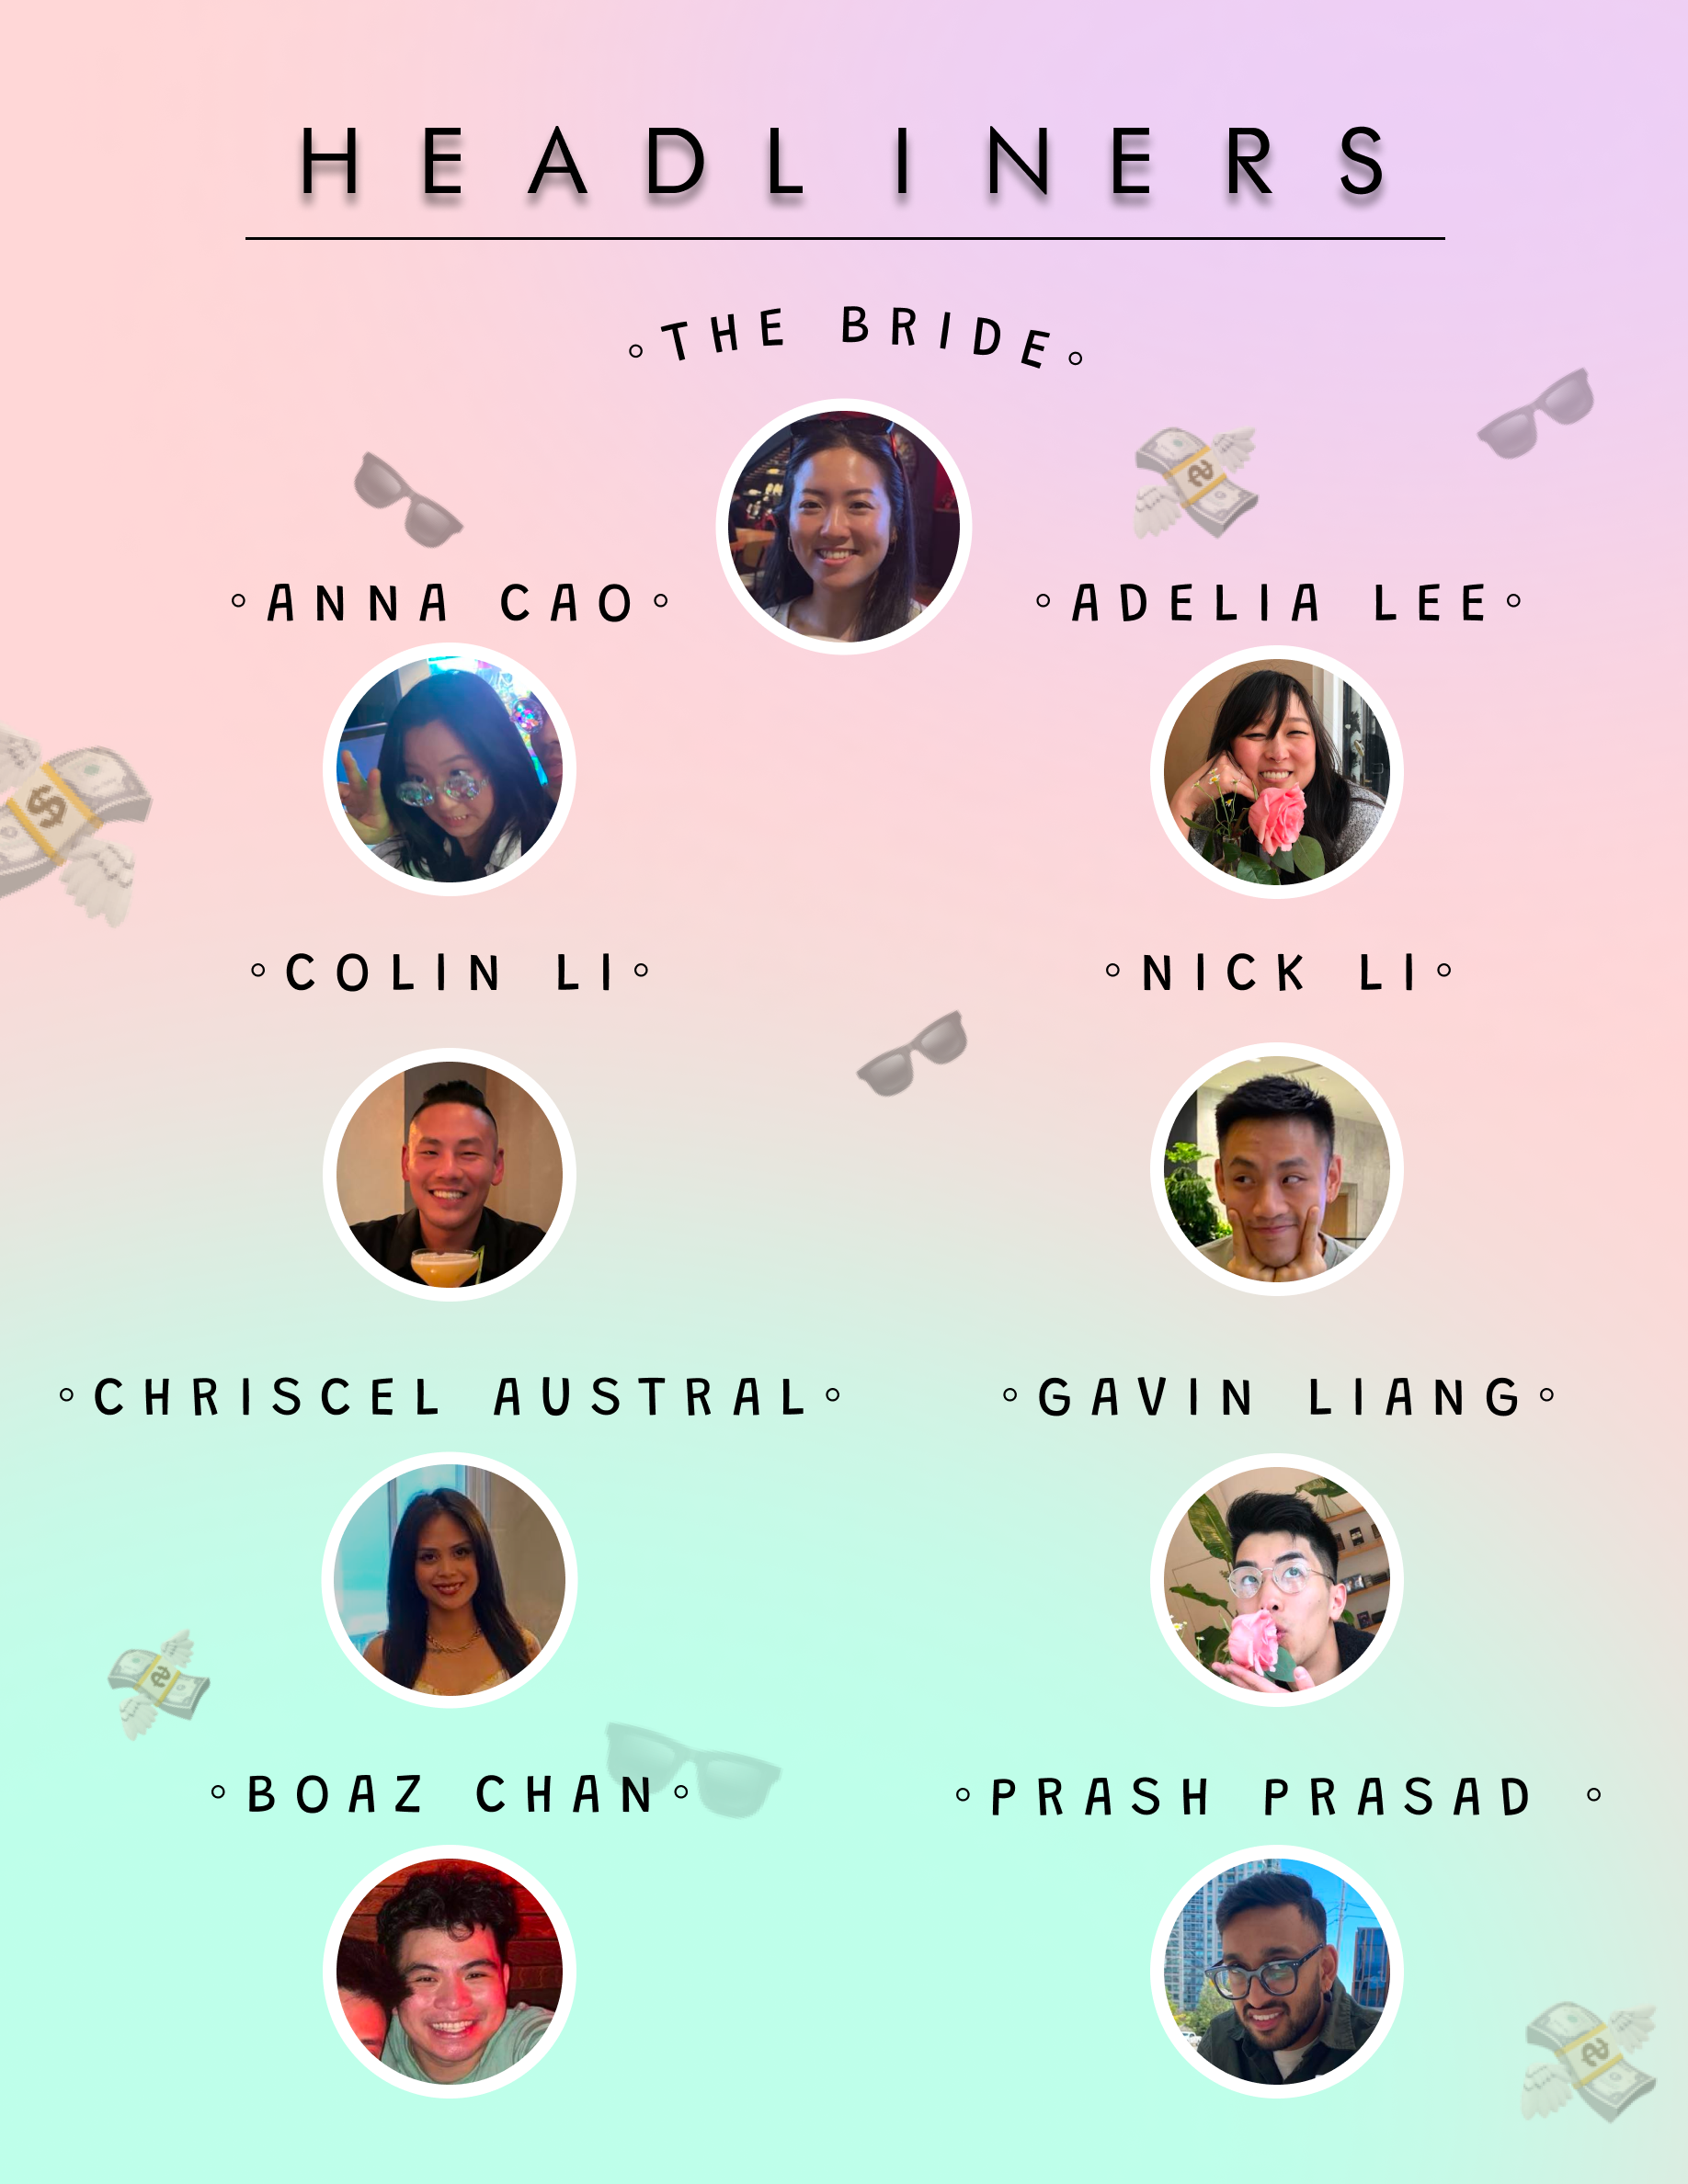 HEADLINERS
THE BRIDE
ANNA CAO
ADELIA LEE
COLIN LI
NICK LI
CHRISCEL AUSTRAL
GAVIN LIANG
BOAZ CHAN
PRASH PRASAD